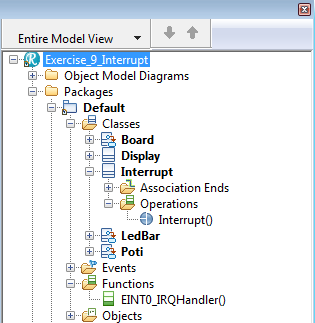 Entire Model View
Exercise_9_Interrupt
Object Model Diagrams
Packages
Default
Classes
Board
Display
Interrupt
Association Ends
Operations
Interrupt()
LedBar
Poti
Events
Functions
EINT0_IRQHandler()
Objects